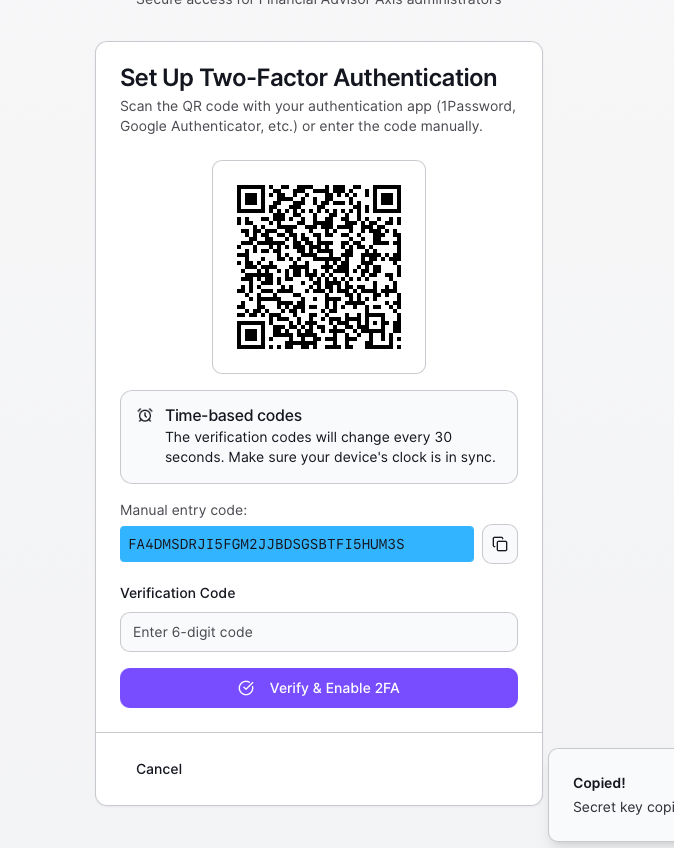 Secure access for Financial Advisor Axis administrators
Set Up Two-Factor Authentication
Scan the QR code with your authentication app (1Password,
Google Authenticator, etc.) or enter the code manually.
Time-based codes
The verification codes will change every 30
seconds. Make sure your device's clock is in sync.
Manual entry code:
FA4DMSDRJI5FGM2JJBDSGSBTFI5HUM3S
Verification Code
Enter 6-digit code
Verify & Enable 2FA
Cancel
Copied!
Secret key copi